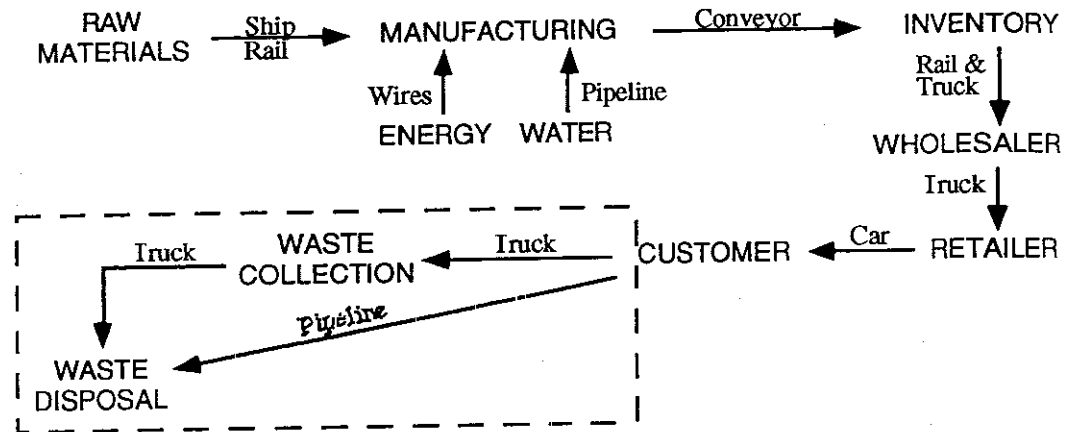 RAW
MATERIALS
Ship
Rail
MANUFACTURING
Conveyor
INVENTORY
Wires
Pipeline
ENERGY
WATER
Rail &
Truck
WHOLESALER
Truck
RETAILER
Car
CUSTOMER
Truck
WASTE
COLLECTION
Truck
Pipeline
WASTE
DISPOSAL